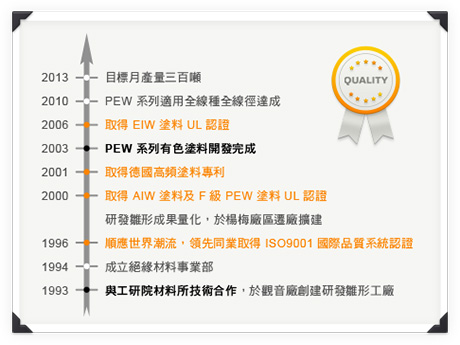 QUALITY
2013 目標月產量三百噸
2010 PEW 系列適用全線種全線徑達成
2006 取得 EIW 塗料 UL 認證
2003 PEW 系列有色塗料開發完成
2001 取得德國高頻塗料專利
2000 取得 AIW 塗料及 F 級 PEW 塗料 UL 認證
研發雛形成果量化，於楊梅廠區遷廠擴建
1996 順應世界潮流，領先同業取得 ISO9001 國際品質系統認證
1994 成立絕緣材料事業部
1993 與工研院材料所技術合作，於觀音廠創建研發雛形工廠